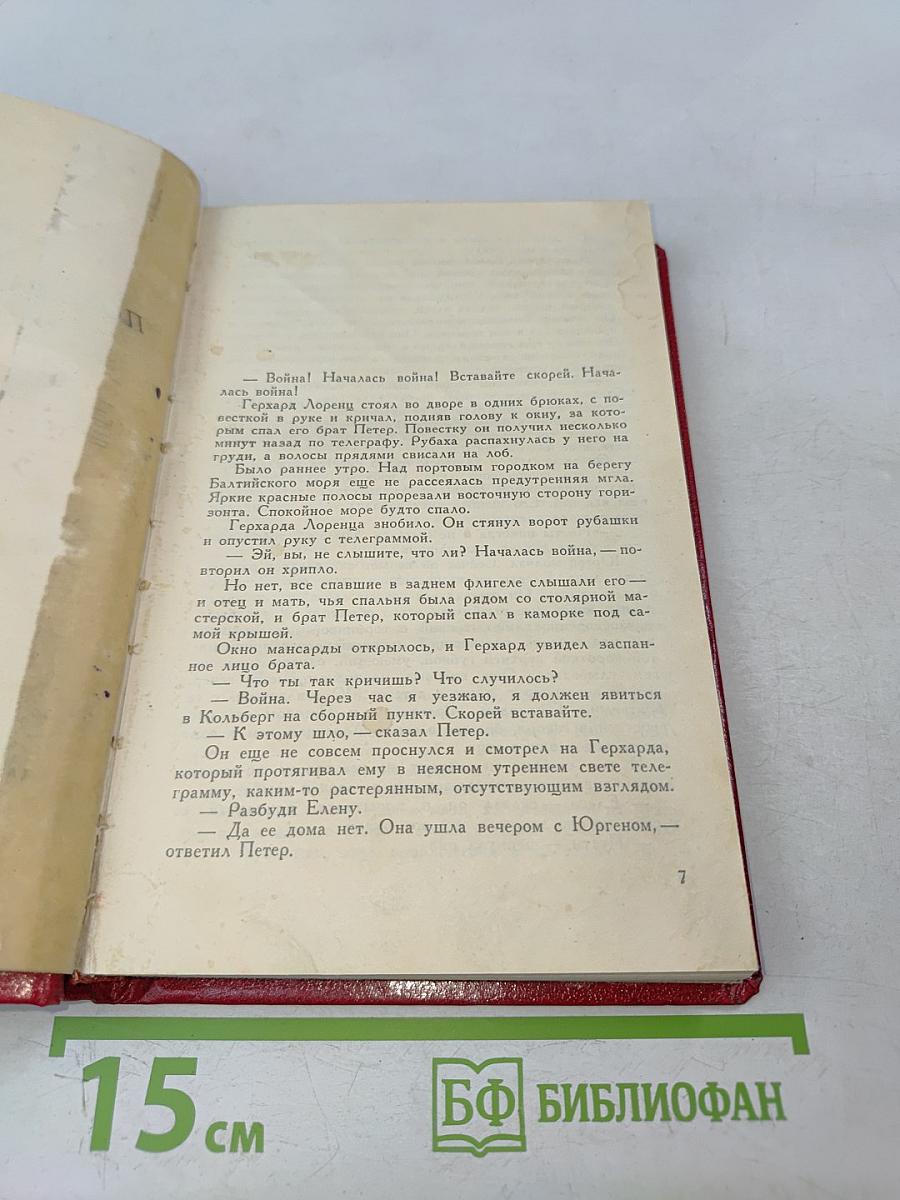 — Война! Началась война! Вставайте скорей. Нача-
лась война!
Герхард Лоренц стоял во дворе в одних брюках, с по-
весткой в руке и кричал, подняв голову к окну, за кото-
рым спал его брат Петер. Повестку он получил несколько
минут назад по телеграфу. Рубаха распахнулась у него на
груди, а волосы прядями свисали на лоб.
Было раннее утро. Над портовым городком на берегу
Балтийского моря еще не рассеялась предутренняя мгла.
Яркие красные полосы прорезали восточную сторону гори-
зонта. Спокойное море будто спало.
Герхарда Лоренца знобило. Он стянул ворот рубашки
и опустил руку с телеграммой.
— Эй, вы, не слышите, что ли? Началась война, — по-
вторил он хрипло.
Но нет, все спавшие в заднем флигеле слышали его —
и отец и мать, чья спальня была рядом со столярной ма-
стерской, и брат Петер, который спал в каморке под са-
мой крышей.
Окно мансарды открылось, и Герхард увидел заспан-
ное лицо брата.
— Что ты так кричишь? Что случилось?
— Война. Через час я уезжаю, я должен явиться
в Кольберг на сборный пункт. Скорей вставайте.
— К этому шло, — сказал Петер.
Он еще не совсем проснулся и смотрел на Герхарда,
который протягивал ему в неясном утреннем свете теле-
грамму, каким-то растерянным, отсутствующим взглядом.
— Разбуди Елену.
— Да ее дома нет. Она ушла вечером с Юргеном, —
ответил Петер.
7
15 см
БФ БИБЛИОФАН